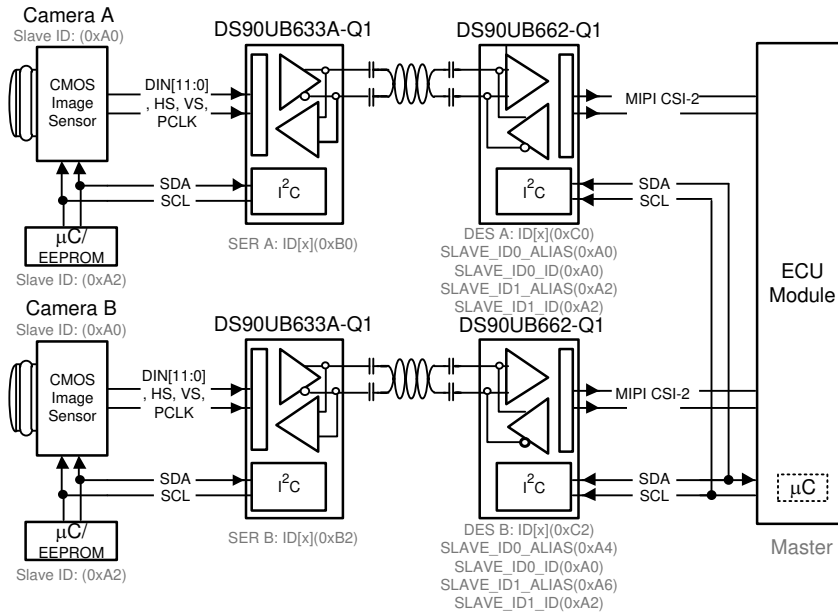 Camera A
Slave ID: (0xA0)
CMOS
Image
Sensor
DIN[11:0]
, HS, VS,
PCLK
DS90UB633A-Q1
DS90UB662-Q1
MIPI CSI-2
SDA
SCL
I²C
I²C
SDA
SCL
µC/
EEPROM
Slave ID: (0xA2)
SER A: ID[x](0xB0)
DES A: ID[x](0xC0)
SLAVE_ID0_ALIAS(0xA0)
SLAVE_ID0_ID(0xA0)
SLAVE_ID1_ALIAS(0xA2)
SLAVE_ID1_ID(0xA2)
ECU
Module
Camera B
Slave ID: (0xA0)
CMOS
Image
Sensor
DIN[11:0]
, HS, VS,
PCLK
DS90UB633A-Q1
DS90UB662-Q1
MIPI CSI-2
SDA
SCL
I²C
I²C
SDA
SCL
µC
µC/
EEPROM
Slave ID: (0xA2)
SER B: ID[x](0xB2)
DES B: ID[x](0xC2)
SLAVE_ID0_ALIAS(0xA4)
SLAVE_ID0_ID(0xA0)
SLAVE_ID1_ALIAS(0xA6)
SLAVE_ID1_ID(0xA2)
Master